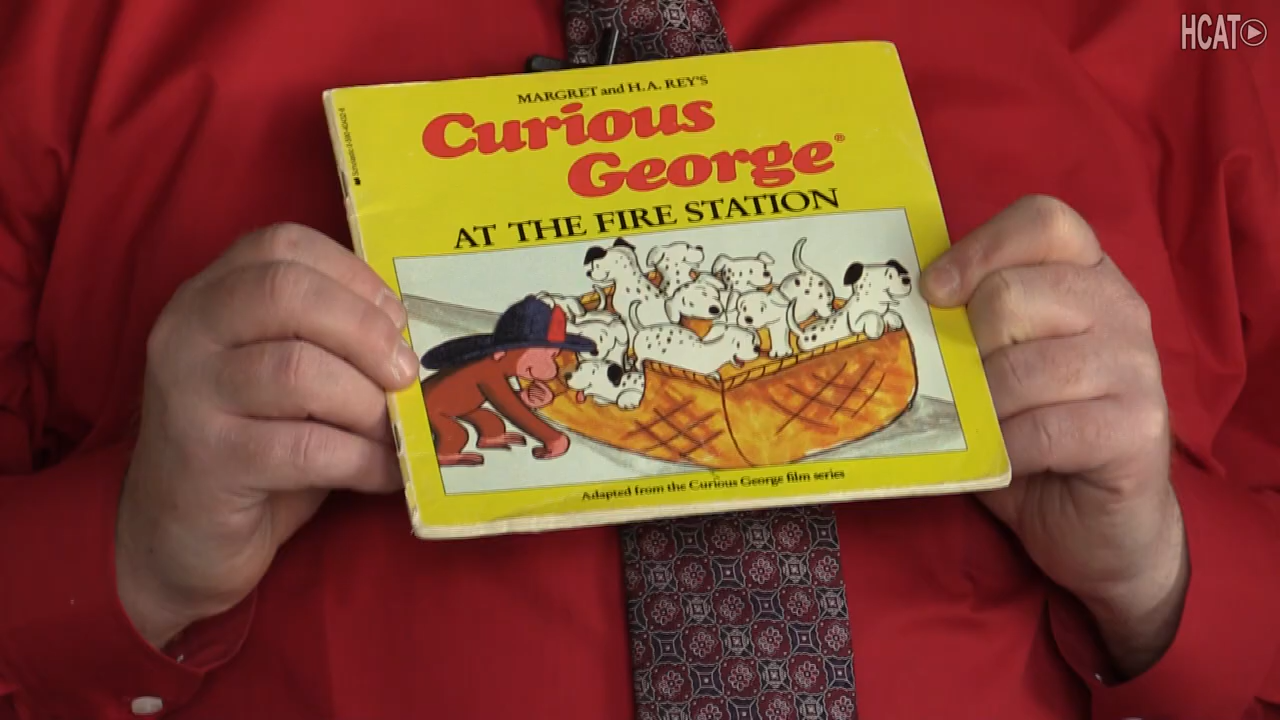 HCAT
MARGRET and H. A. REY'S
Curious
George®
AT THE FIRE STATION
Adapted from the Curious George film series